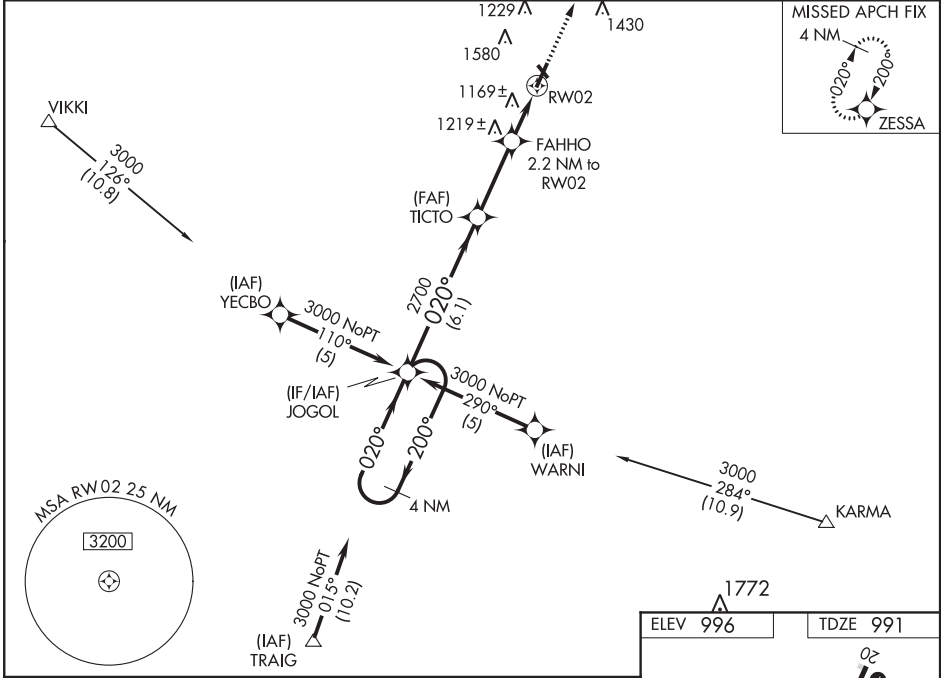 1229
1430
1580
MISSED APCH FIX
4 NM
020°
200°
ZESSA
1169 ±
RW02
1219 ±
FAHHO
2.2 NM to
RW02
VIKKI
3000
126°
(10.8)
(FAF)
TICTO
2700
020°
(6.1)
(IAF)
YECBO
3000 NoPT
110°
(5)
(IF/IAF)
JOGOL
3000 NoPT
290°
(5)
(IAF)
WARNI
020°
200°
4 NM
3000
284°
(10.9)
KARMA
MSA RW02 25 NM
3200
3000 NoPT
015°
(10.2)
(IAF)
TRAIG
1772
ELEV 996
TDZE 991
20